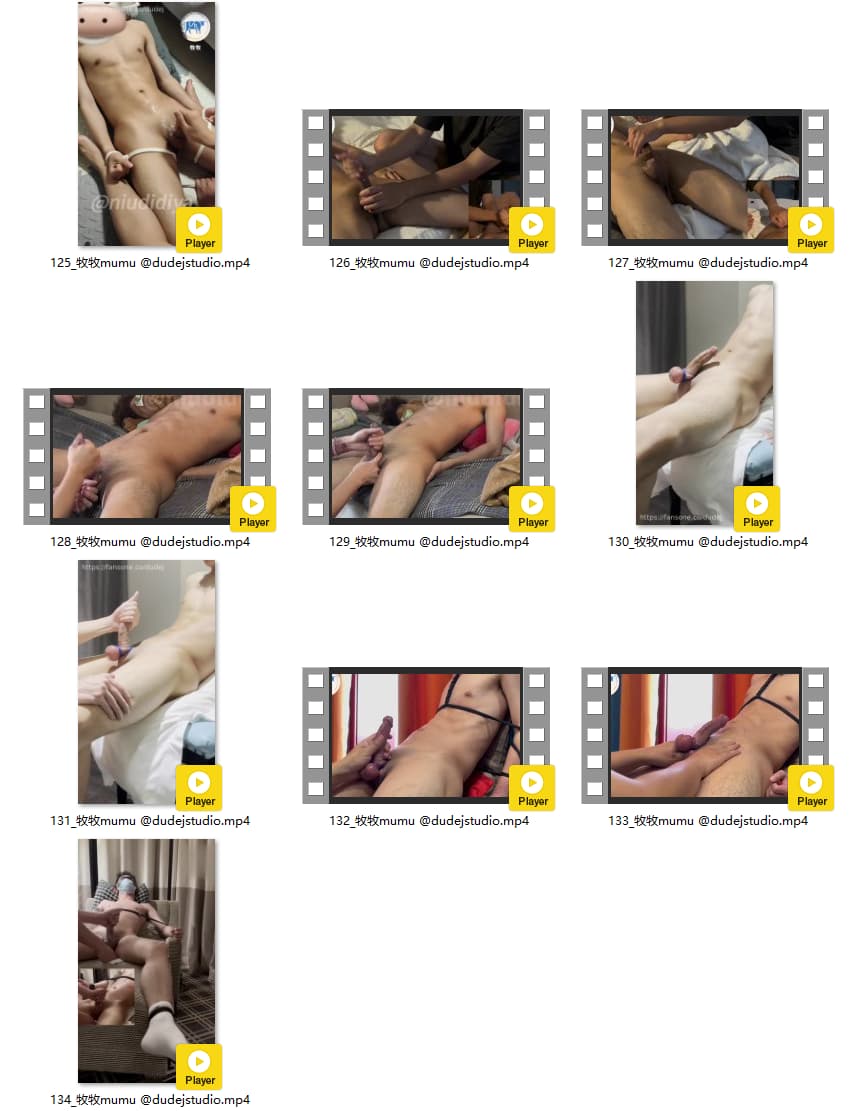 https://fansone.co/dudej
牧牧
@niudidiya
Player
125_牧牧mumu @dudejstudio.mp4
Player
126_牧牧mumu @dudejstudio.mp4
Player
127_牧牧mumu @dudejstudio.mp4
Player
128_牧牧mumu @dudejstudio.mp4
Player
129_牧牧mumu @dudejstudio.mp4
https://fansone.co/dudej
Player
130_牧牧mumu @dudejstudio.mp4
https://fansone.co/dudej
Player
131_牧牧mumu @dudejstudio.mp4
Player
132_牧牧mumu @dudejstudio.mp4
Player
133_牧牧mumu @dudejstudio.mp4
Player
134_牧牧mumu @dudejstudio.mp4